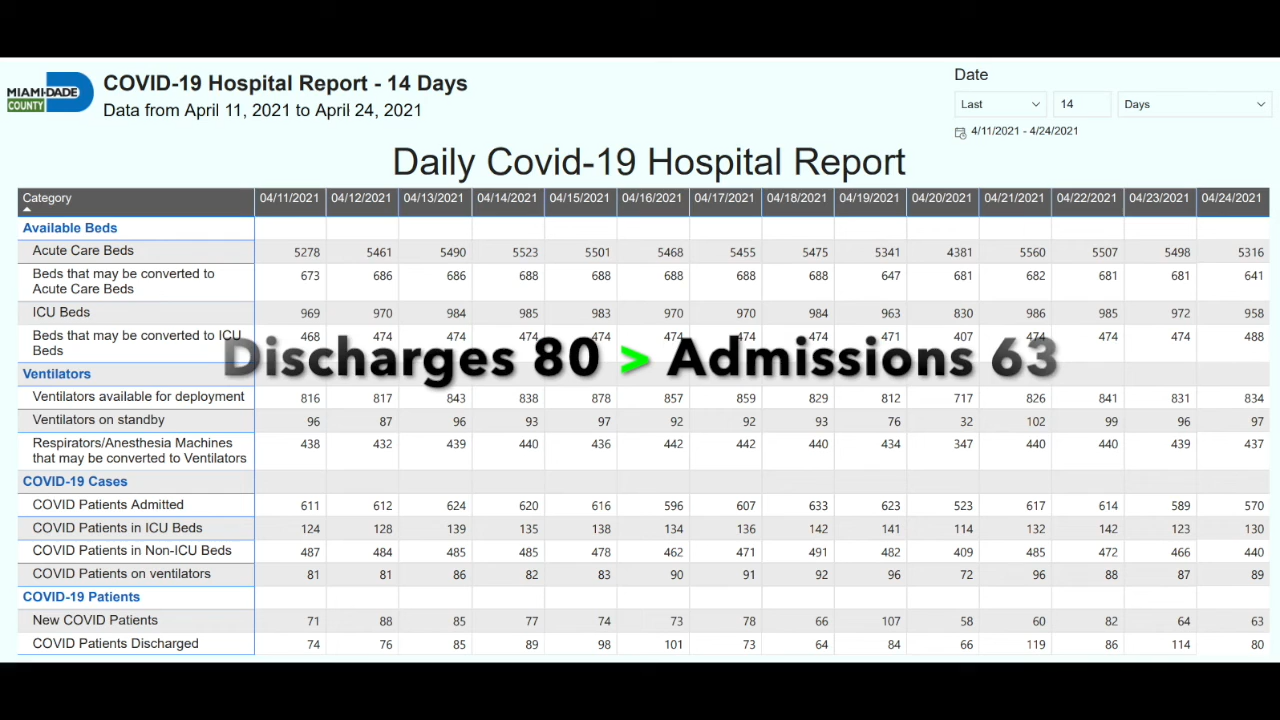 MIAMI-DADE
COUNTY
COVID-19 Hospital Report - 14 Days
Data from April 11, 2021 to April 24, 2021
Date
Last 14 Days
4/11/2021 - 4/24/2021
Daily Covid-19 Hospital Report
Category 04/11/2021 04/12/2021 04/13/2021 04/14/2021 04/15/2021 04/16/2021 04/17/2021 04/18/2021 04/19/2021 04/20/2021 04/21/2021 04/22/2021 04/23/2021 04/24/2021
Available Beds
Acute Care Beds 5278 5461 5490 5523 5501 5468 5455 5475 5341 4381 5560 5507 5498 5316
Beds that may be converted to 673 686 686 688 688 688 688 688 647 681 682 681 681 641
Acute Care Beds
ICU Beds 969 970 984 985 983 970 970 984 963 830 986 985 972 958
Beds that may be converted to ICU 468 474 474 474 474 474 474 474 471 407 474 474 474 488
Beds
Discharges 80 > Admissions 63
Ventilators
Ventilators available for deployment 816 817 843 838 878 857 859 829 812 717 826 841 831 834
Ventilators on standby 96 87 96 93 97 92 92 93 76 32 102 99 96 97
Respirators/Anesthesia Machines 438 432 439 440 436 442 442 440 434 347 440 440 439 437
that may be converted to Ventilators
COVID-19 Cases
COVID Patients Admitted 611 612 624 620 616 596 607 633 623 523 617 614 589 570
COVID Patients in ICU Beds 124 128 139 135 138 134 136 142 141 114 132 142 123 130
COVID Patients in Non-ICU Beds 487 484 485 485 478 462 471 491 482 409 485 472 466 440
COVID Patients on ventilators 81 81 86 82 83 90 91 92 96 72 96 88 87 89
COVID-19 Patients
New COVID Patients 71 88 85 77 74 73 78 66 107 58 60 82 64 63
COVID Patients Discharged 74 76 85 89 98 101 73 64 84 66 119 86 114 80